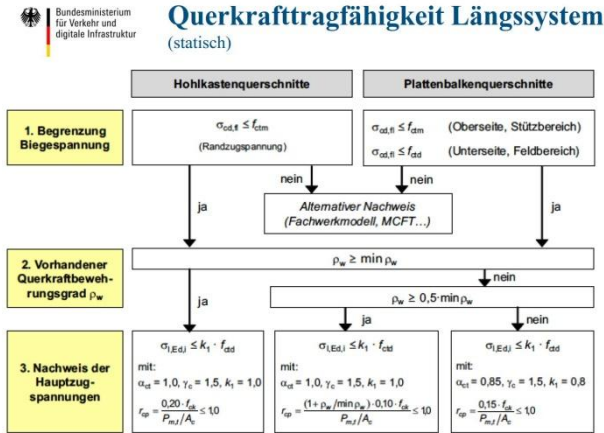 Bundesministerium
für Verkehr und
digitale Infrastruktur
Querkrafttragfähigkeit Längssystem
(statisch)
Hohlkastenquerschnitte
Plattenbalkenquerschnitte
1. Begrenzung
Biegespannung
σcd,fl ≤ fctm
(Randzugspannung)
σcd,fl ≤ fctm (Oberseite, Stützbereich)
σcd,fl ≤ fctd (Unterseite, Feldbereich)
nein
nein
ja
ja
Alternativer Nachweis
(Fachwerkmodell, MCFT...)
2. Vorhandener
Querkraftbeweh-
rungsgrad ρw
ρw ≥ min ρw
nein
ja
ρw ≥ 0,5·min ρw
ja
nein
3. Nachweis der
Hauptzug-
spannungen
σI,Ed,i ≤ k1 · fctd
mit:
αct = 1,0, γc = 1,5, k1 = 1,0
rcp = 0,20 · fck / Pm,t/Ac ≤ 1,0
σI,Ed,i ≤ k1 · fctd
mit:
αct = 1,0, γc = 1,5, k1 = 1,0
rcp = (1+ρw/min ρw)·0,10·fck / Pm,t/Ac ≤ 1,0
σI,Ed,i ≤ k1 · fctd
mit:
αct = 0,85, γc = 1,5, k1 = 0,8
rcp = 0,15 · fck / Pm,t/Ac ≤ 1,0